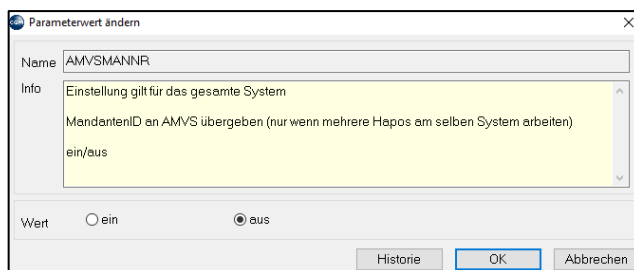 CGM Parameterwert ändern
Name AMVSMANNR
Info Einstellung gilt für das gesamte System
MandantenID an AMVS übergeben (nur wenn mehrere Hapos am selben System arbeiten)
ein/aus
Wert ein aus
Historie OK Abbrechen